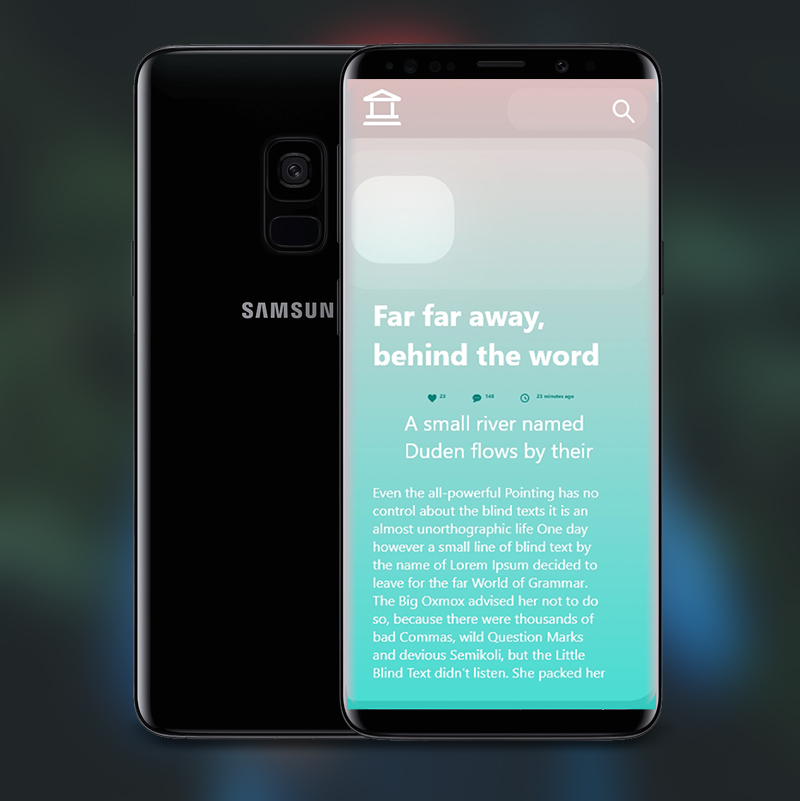 SAMSUN
Far far away,
behind the word
23
148
23 minutes ago
A small river named
Duden flows by their
Even the all-powerful Pointing has no
control about the blind texts it is an
almost unorthographic life One day
however a small line of blind text by
the name of Lorem Ipsum decided to
leave for the far World of Grammar.
The Big Oxmox advised her not to do
so, because there were thousands of
bad Commas, wild Question Marks
and devious Semikoli, but the Little
Blind Text didn't listen. She packed her